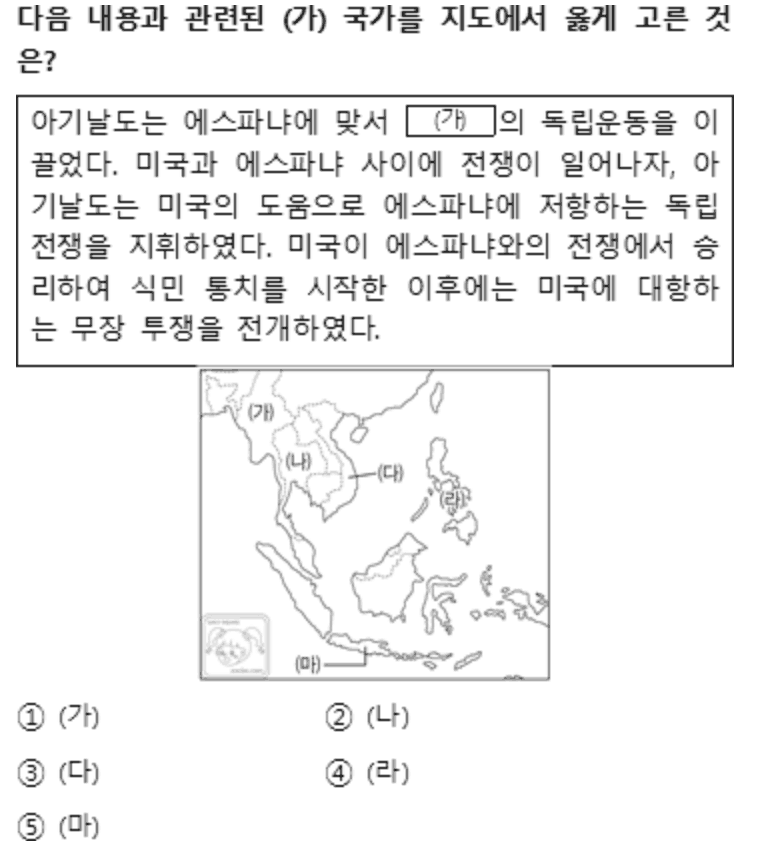 다음 내용과 관련된 (가) 국가를 지도에서 옳게 고른 것
은?
아기날도는 에스파냐에 맞서 (가) 의 독립운동을 이
끌었다. 미국과 에스파냐 사이에 전쟁이 일어나자, 아
기날도는 미국의 도움으로 에스파냐에 저항하는 독립
전쟁을 지휘하였다. 미국이 에스파냐와의 전쟁에서 승
리하여 식민 통치를 시작한 이후에는 미국에 대항하
는 무장 투쟁을 전개하였다.
(가)
(나)
(다)
(라)
(마)
① (가) ② (나)
③ (다) ④ (라)
⑤ (마)